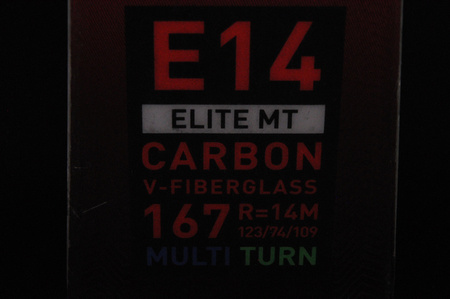 E14
ELITE MT
CARBON
V-FIBERGLASS
167 R=14M
123/74/109
MULTI TURN